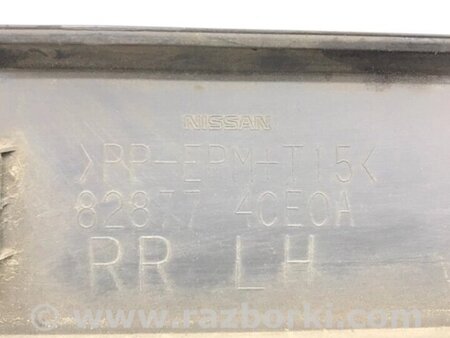 NISSAN
>PP-EPM+T15<
82877 4CE0A
RR LH
www.razborki.com